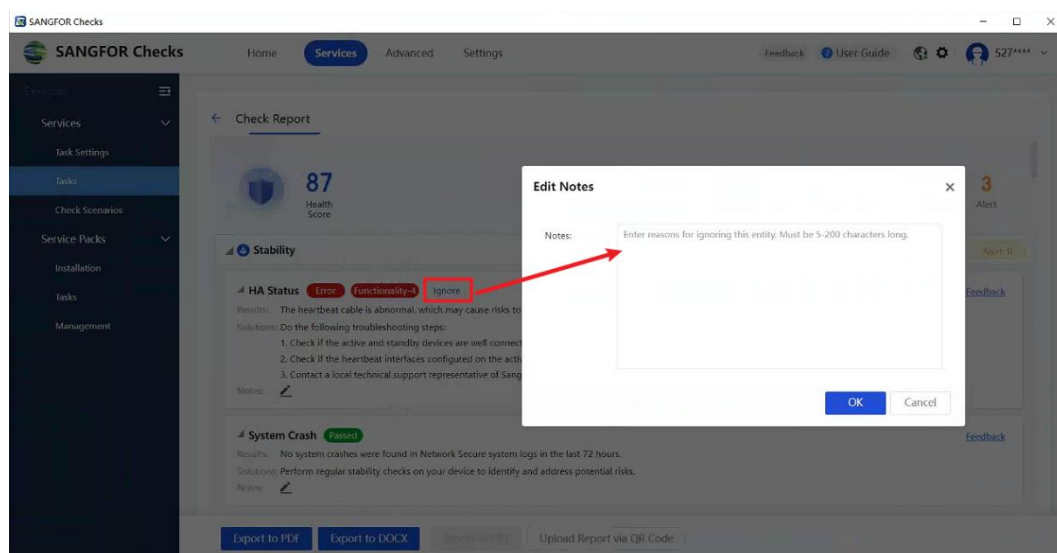 SANGFOR Checks
SANGFOR Checks
Home
Services
Advanced
Settings
Feedback
User Guide
527****
Services
Services
Task Settings
Tasks
Check Scenarios
Service Packs
Installation
Tasks
Management
Check Report
87
Health
Score
3
Alert
Stability
Alert 0
HA Status
Error
Functionality-4
Ignore
Feedback
Results: The heartbeat cable is abnormal, which may cause risks to
Solutions: Do the following troubleshooting steps:
1. Check if the active and standby devices are well connect
2. Check if the heartbeat interfaces configured on the acti
3. Contact a local technical support representative of Sang
Notes:
Edit Notes
Notes:
Enter reasons for ignoring this entity. Must be 5-200 characters long.
OK
Cancel
System Crash
Passed
Feedback
Results: No system crashes were found in Network Secure system logs in the last 72 hours.
Solutions: Perform regular stability checks on your device to identify and address potential risks.
Notes:
Export to PDF
Export to DOCX
Upload Report via QR Code